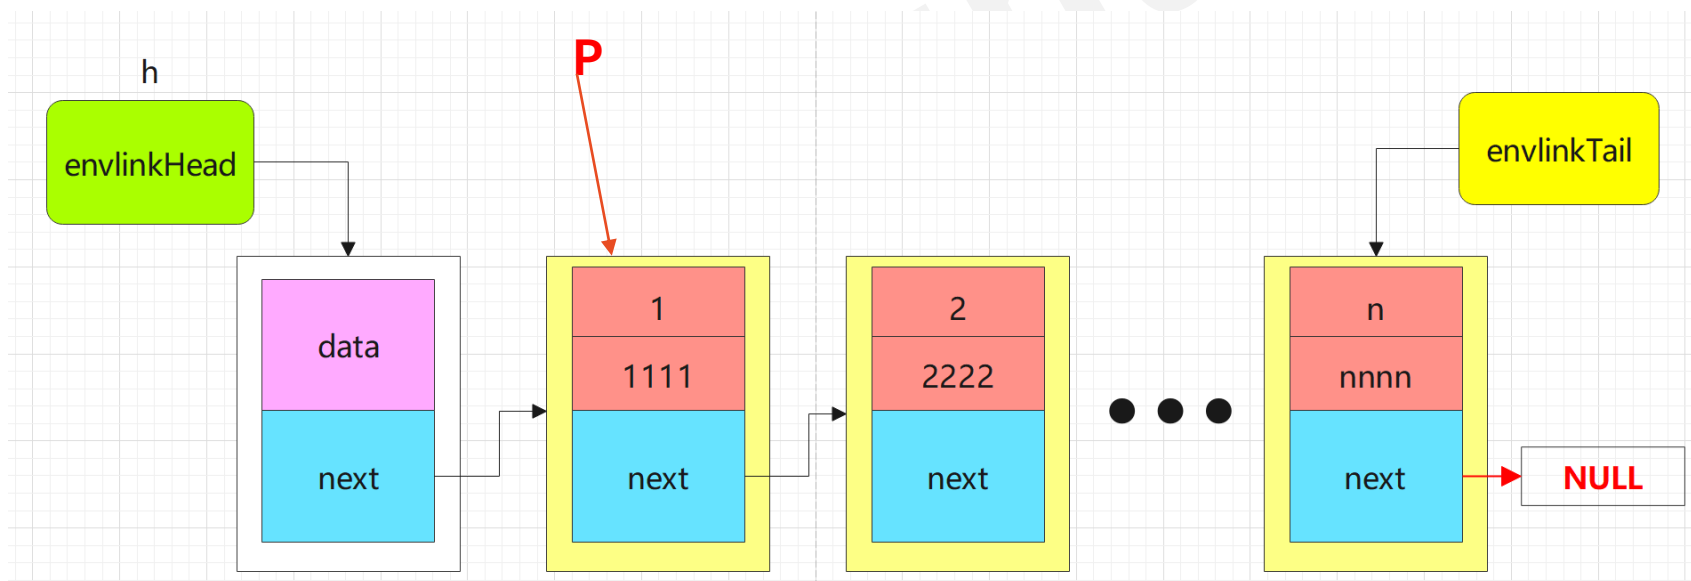 h
P
envlinkHead
envlinkTail
data
next
1
1111
next
2
2222
next
n
nnnn
next
NULL